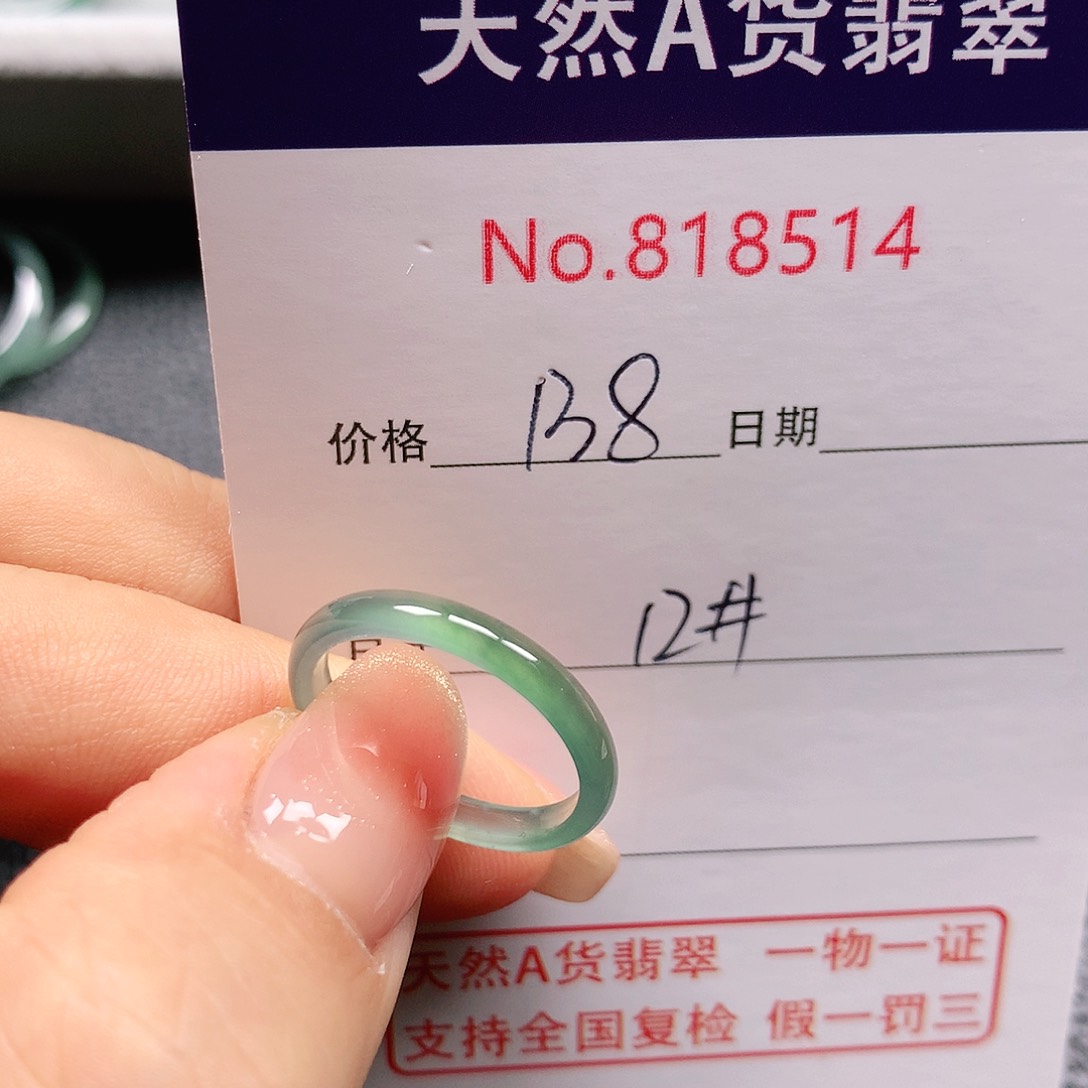 天然A货翡翠
No.818514
价格 138 日期
12#
天然A货翡翠 一物一证
支持全国复检 假一罚三